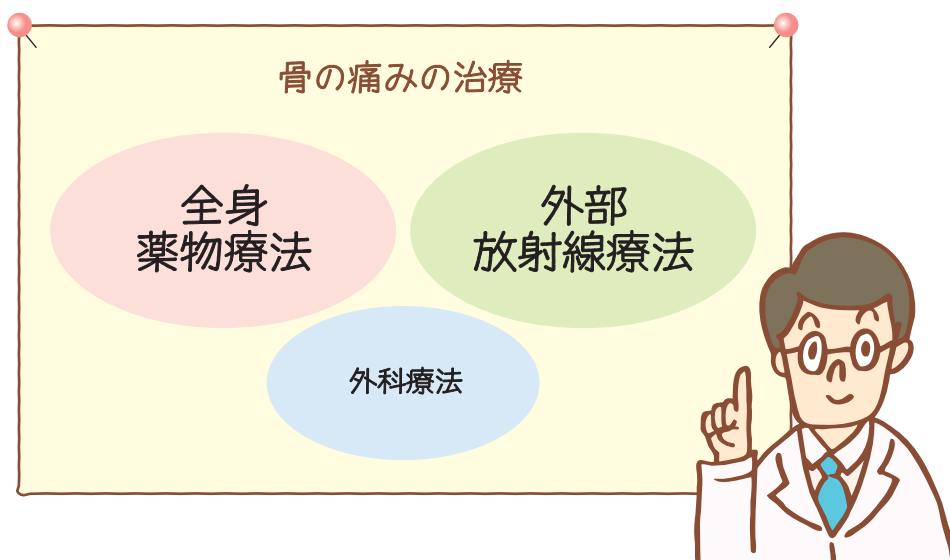 骨の痛みの治療
全身
薬物療法
外部
放射線療法
外科療法